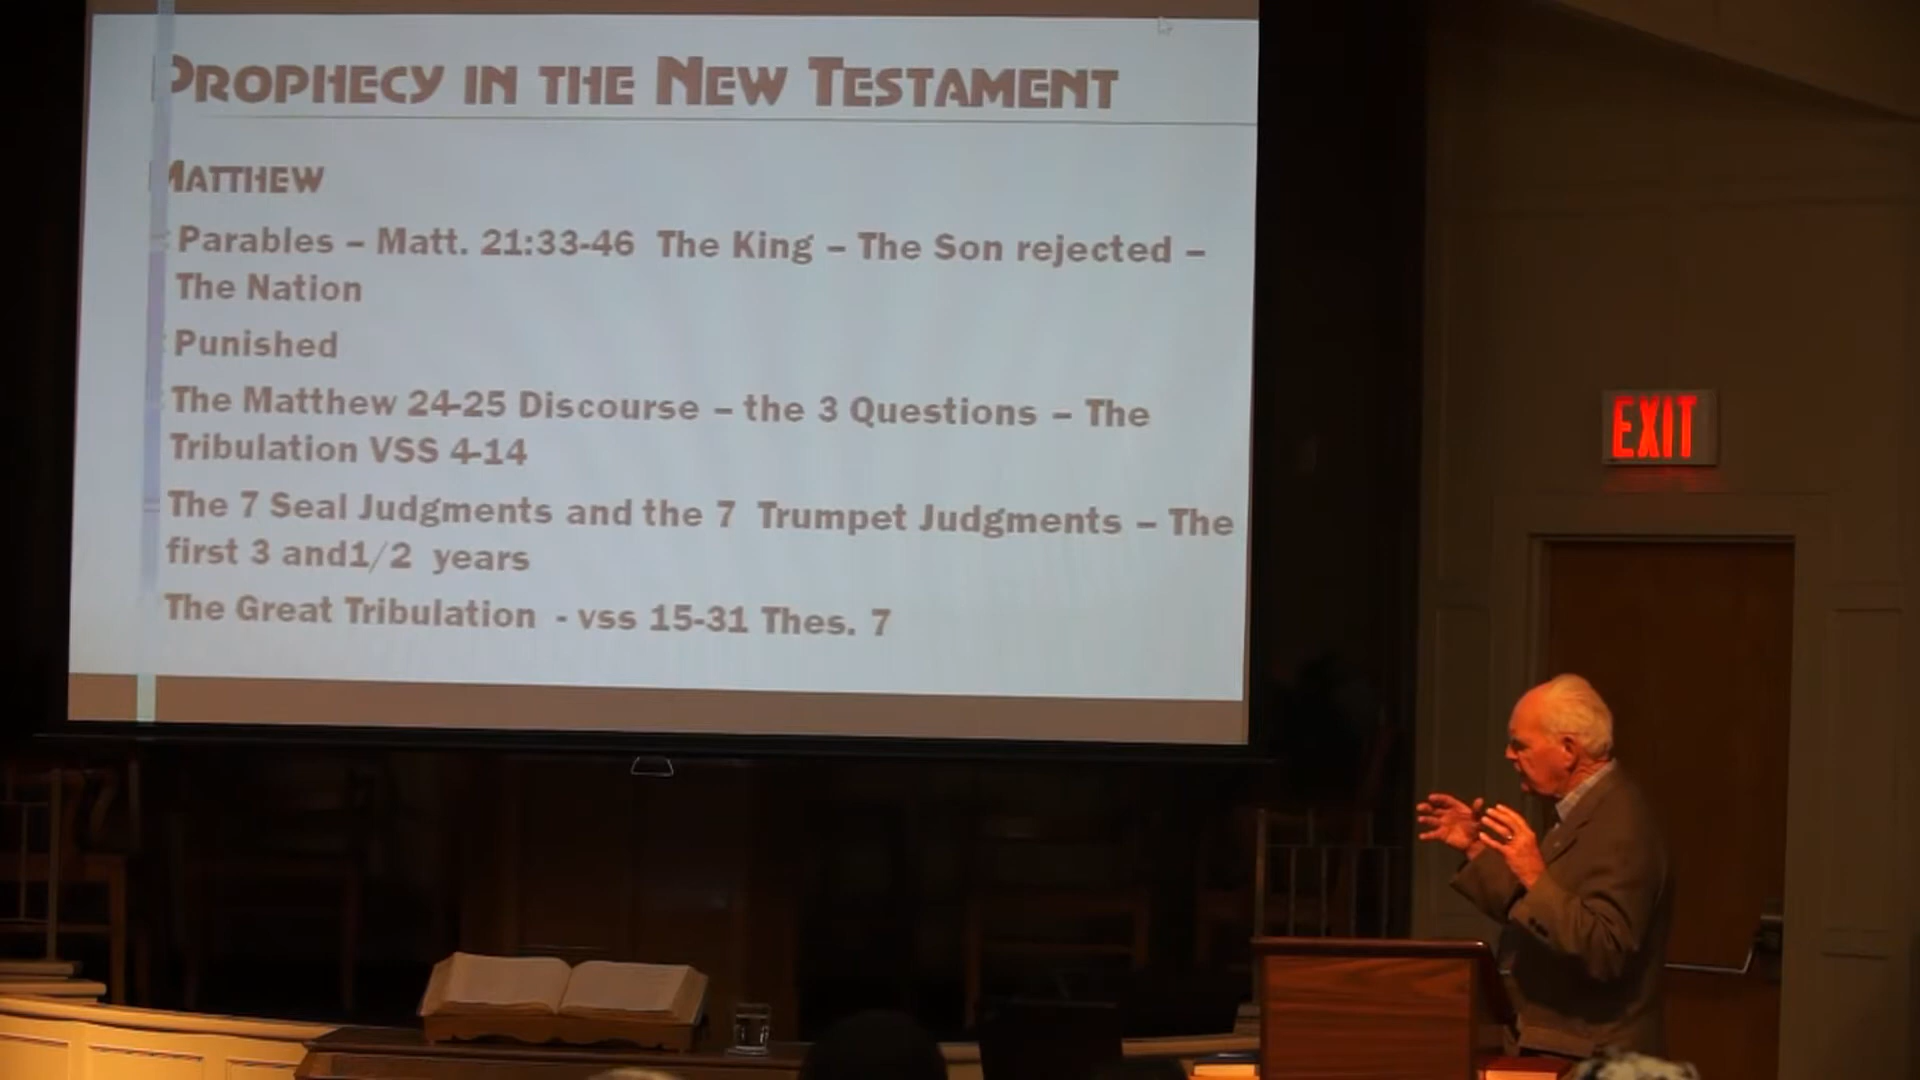 PROPHECY IN THE NEW TESTAMENT
MATTHEW
Parables – Matt. 21:33-46 The King – The Son rejected –
The Nation
Punished
The Matthew 24-25 Discourse – the 3 Questions – The
Tribulation VSS 4-14
The 7 Seal Judgments and the 7 Trumpet Judgments – The
first 3 and1/2 years
The Great Tribulation - vss 15-31 Thes. 7
EXIT